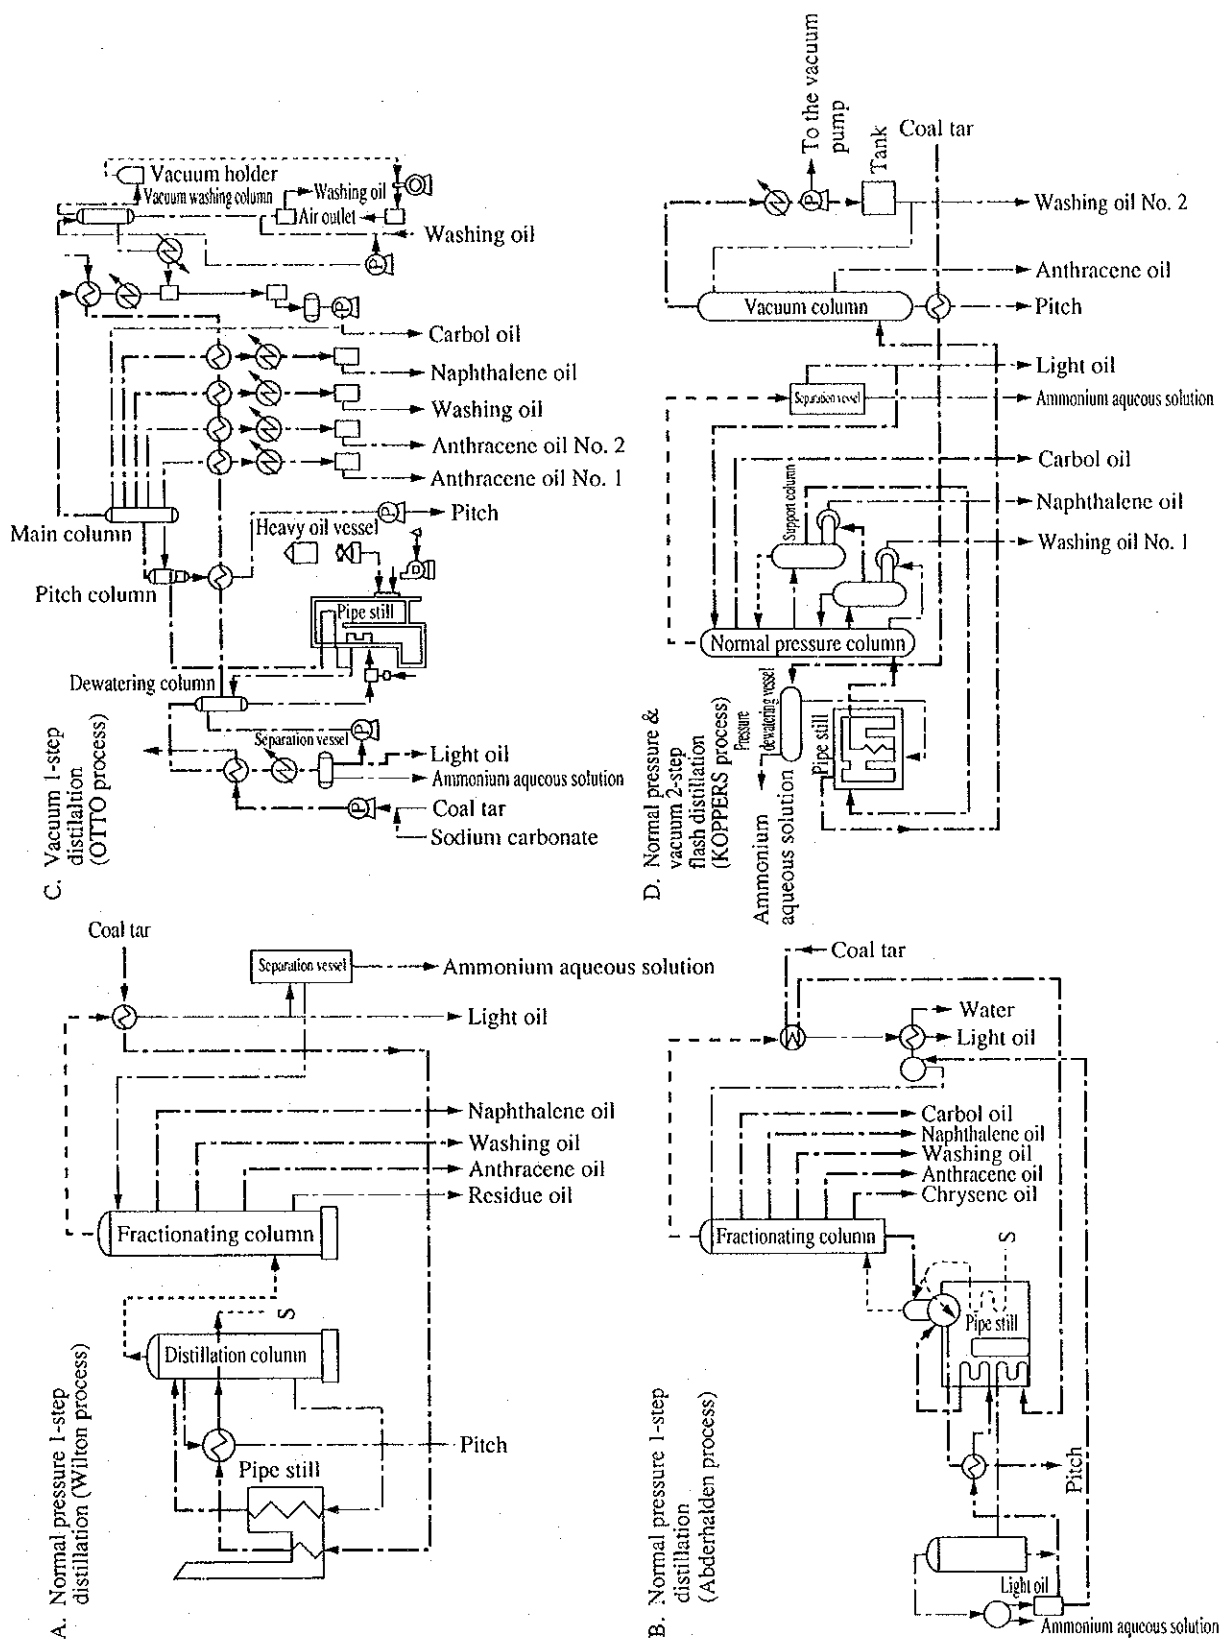 A. Normal pressure 1-step
distillation (Wilton process)
Coal tar
Separation vessel
Ammonium aqueous solution
Light oil
Naphthalene oil
Washing oil
Anthracene oil
Residue oil
Fractionating column
S
Distillation column
Pitch
Pipe still
B. Normal pressure 1-step
distillation
(Abderhalden process)
Coal tar
Water
Light oil
Carbol oil
Naphthalene oil
Washing oil
Anthracene oil
Chrysene oil
Fractionating column
S
Pipe still
Pitch
Light oil
Ammonium aqueous solution
C. Vacuum 1-step
distilaltion
(OTTO process)
Vacuum holder
Vacuum washing column
Washing oil
Air outlet
Washing oil
P
P
Carbol oil
Naphthalene oil
Washing oil
Anthracene oil No. 2
Anthracene oil No. 1
Main column
P
Pitch
Heavy oil vessel
Pitch column
Pipe still
Dewatering column
P
Separation vessel
Light oil
Ammonium aqueous solution
P
Coal tar
Sodium carbonate
D. Normal pressure &
vacuum 2-step
flash distillation
(KOPPERS process)
To the vacuum
pump
Coal tar
P
Tank
Washing oil No. 2
Anthracene oil
Vacuum column
Pitch
Light oil
Separation vessel
Ammonium aqueous solution
Carbol oil
Support column
Naphthalene oil
Washing oil No. 1
Normal pressure column
Pressure
dewatering vessel
Pipe still
Ammonium
aqueous solution